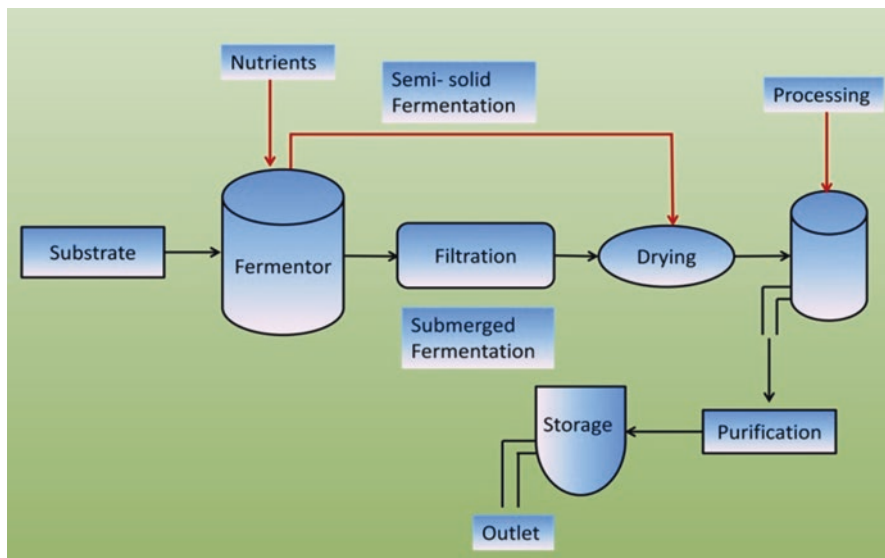 Nutrients
Semi- solid
Fermentation
Processing
Substrate
Fermentor
Filtration
Drying
Submerged
Fermentation
Storage
Purification
Outlet